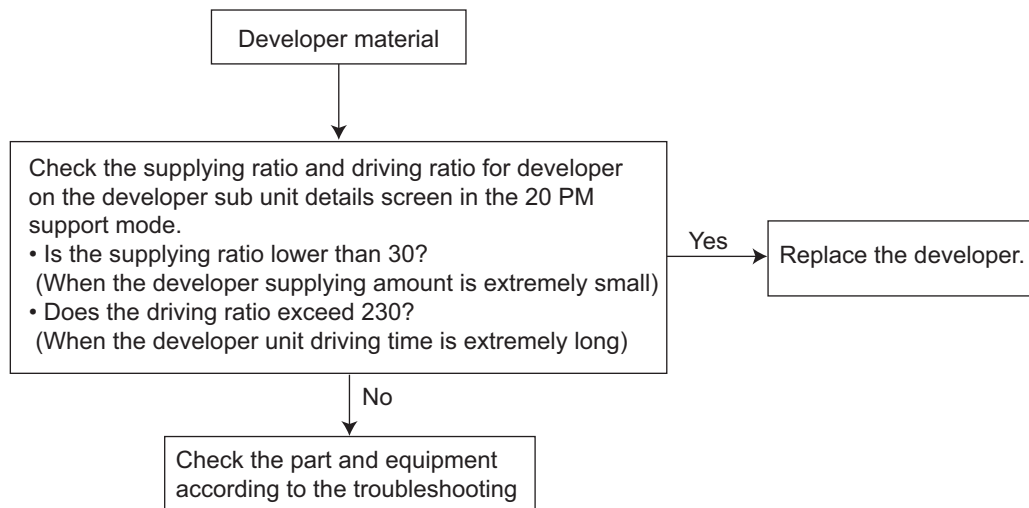 Developer material
Check the supplying ratio and driving ratio for developer
on the developer sub unit details screen in the 20 PM
support mode.
• Is the supplying ratio lower than 30?
(When the developer supplying amount is extremely small)
• Does the driving ratio exceed 230?
(When the developer unit driving time is extremely long)
Yes
Replace the developer.
No
Check the part and equipment
according to the troubleshooting